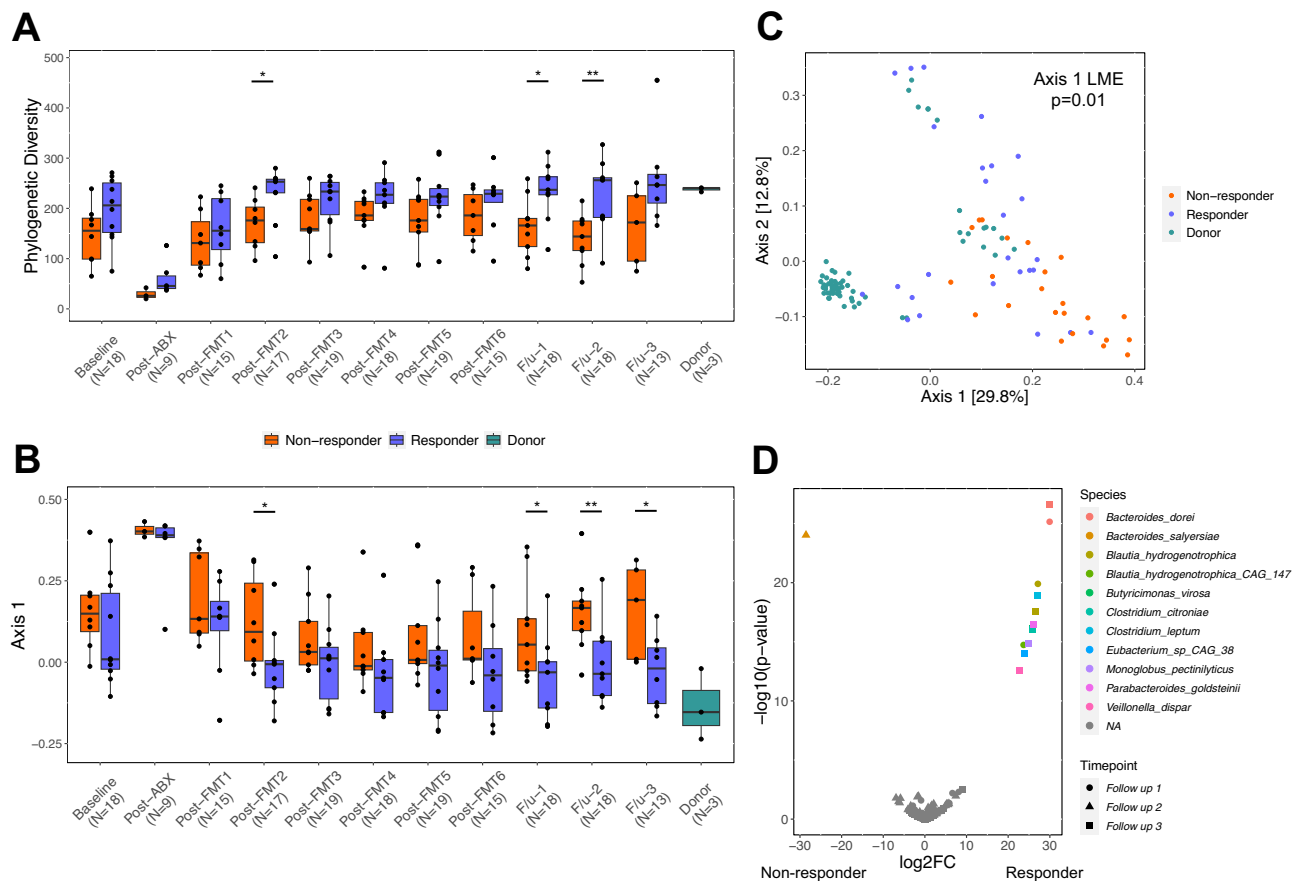 A
500
400
300
200
100
0
Phylogenetic Diversity
*
*
**
Baseline
(N=18)
Post−ABX
(N=9)
Post−FMT1
(N=15)
Post−FMT2
(N=17)
Post−FMT3
(N=19)
Post−FMT4
(N=18)
Post−FMT5
(N=19)
Post−FMT6
(N=15)
F/u−1
(N=18)
F/u−2
(N=18)
F/u−3
(N=13)
Donor
(N=3)
Non−responder
Responder
Donor
B
0.50
0.25
0.00
−0.25
Axis 1
*
*
**
*
Baseline
(N=18)
Post−ABX
(N=9)
Post−FMT1
(N=15)
Post−FMT2
(N=17)
Post−FMT3
(N=19)
Post−FMT4
(N=18)
Post−FMT5
(N=19)
Post−FMT6
(N=15)
F/u−1
(N=18)
F/u−2
(N=18)
F/u−3
(N=13)
Donor
(N=3)
C
Axis 1 LME
p=0.01
0.3
0.2
0.1
0.0
−0.1
Axis 2 [12.8%]
−0.2
0.0
0.2
0.4
Axis 1 [29.8%]
Non−responder
Responder
Donor
D
20
10
0
−log10(p−value)
−30
−20
−10
0
10
20
30
log2FC
Non−responder
Responder
Species
Bacteroides_dorei
Bacteroides_salyersiae
Blautia_hydrogenotrophica
Blautia_hydrogenotrophica_CAG_147
Butyricimonas_virosa
Clostridium_citroniae
Clostridium_leptum
Eubacterium_sp_CAG_38
Monoglobus_pectinilyticus
Parabacteroides_goldsteinii
Veillonella_dispar
NA
Timepoint
Follow up 1
Follow up 2
Follow up 3